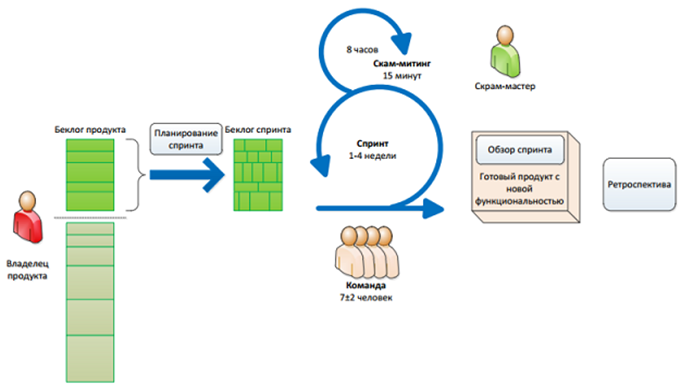 8 часов
Скам-митинг
15 минут
Скрам-мастер
Беклог продукта
Планирование
спринта
Беклог спринта
Спринт
1-4 недели
Обзор спринта
Готовый продукт с
новой
функциональностью
Ретроспектива
Владелец
продукта
Команда
7±2 человек